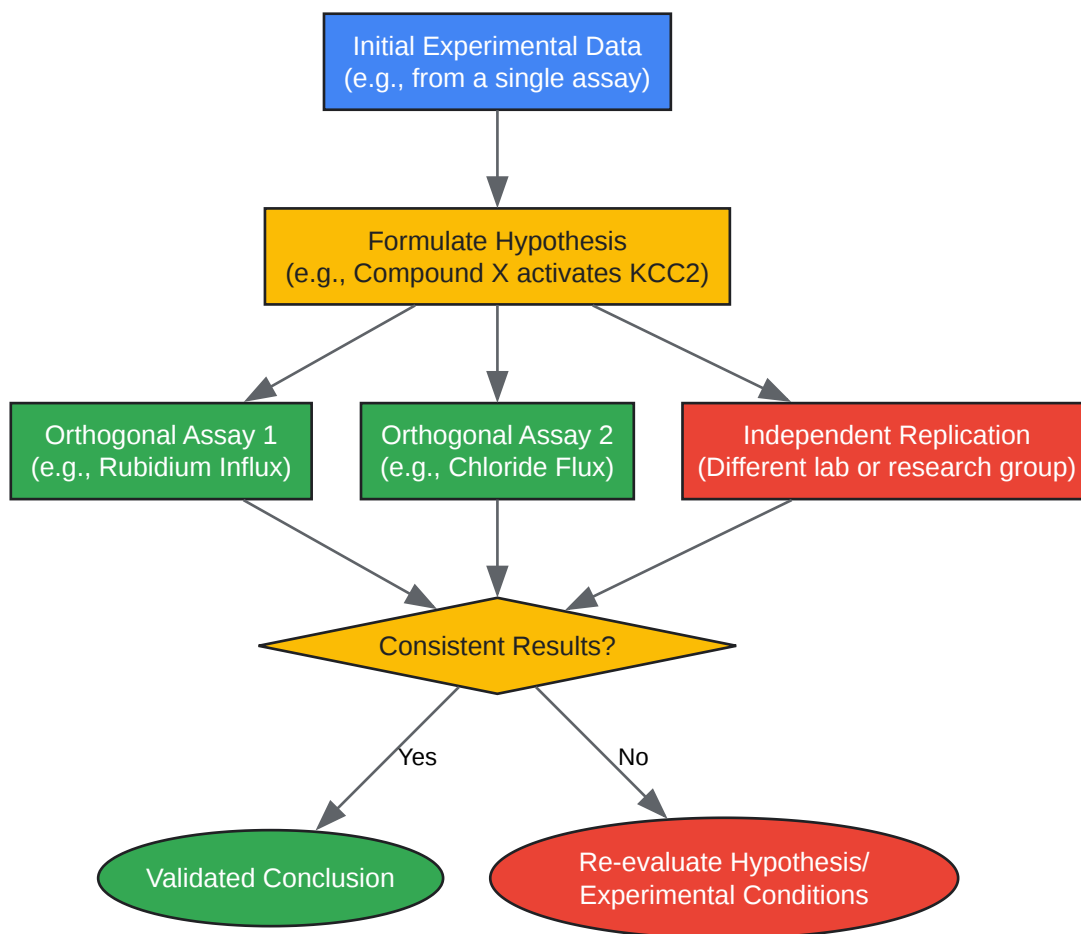 Initial Experimental Data
(e.g., from a single assay)
Formulate Hypothesis
(e.g., Compound X activates KCC2)
Orthogonal Assay 1
(e.g., Rubidium Influx)
Orthogonal Assay 2
(e.g., Chloride Flux)
Independent Replication
(Different lab or research group)
Consistent Results?
Yes
No
Validated Conclusion
Re-evaluate Hypothesis/
Experimental Conditions